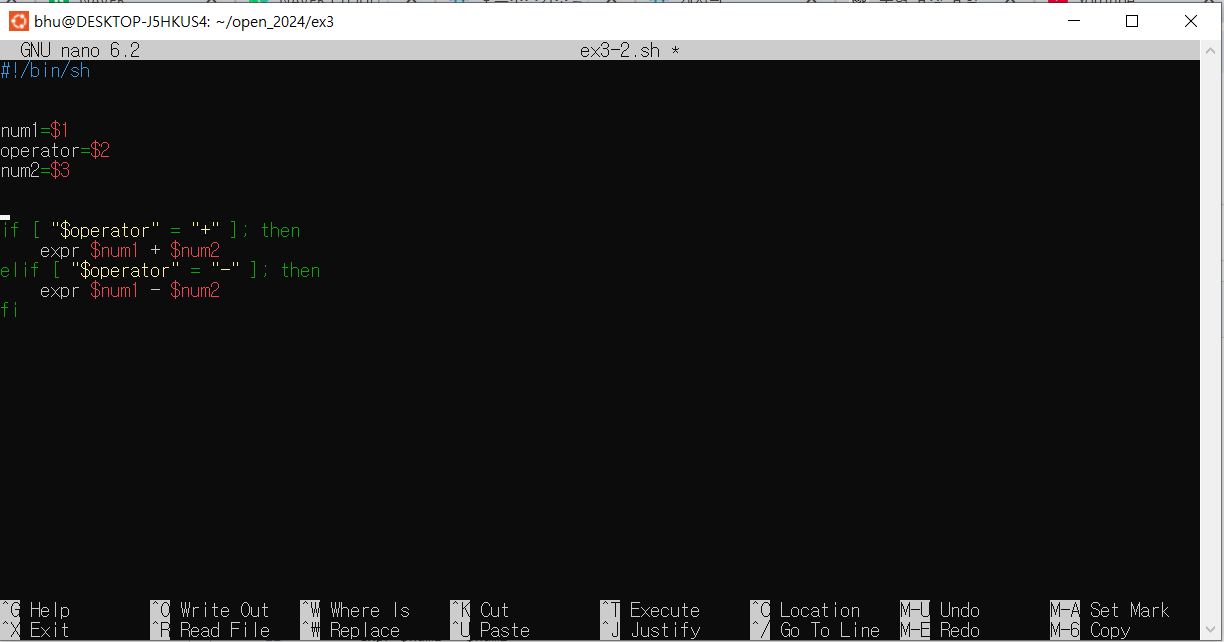 bhu@DESKTOP-J5HKUS4: ~/open_2024/ex3
GNU nano 6.2 ex3-2.sh *
#!/bin/sh
num1=$1
operator=$2
num2=$3
if [ "$operator" = "+" ]; then
    expr $num1 + $num2
elif [ "$operator" = "-" ]; then
    expr $num1 - $num2
fi
^G Help ^O Write Out ^W Where Is ^K Cut ^T Execute ^C Location M-U Undo M-A Set Mark
^X Exit ^R Read File ^₩ Replace ^U Paste ^J Justify ^/ Go To Line M-E Redo M-6 Copy